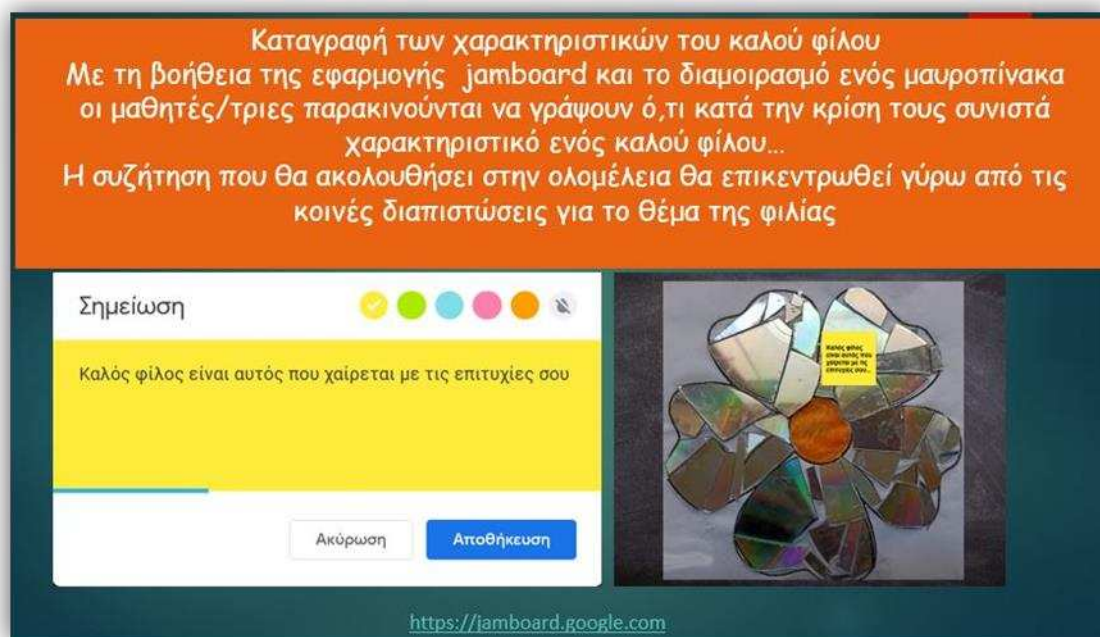 Καταγραφή των χαρακτηριστικών του καλού φίλου
Με τη βοήθεια της εφαρμογής jamboard και το διαμοιρασμό ενός μαυροπίνακα
οι μαθητές/τριες παρακινούνται να γράψουν ό,τι κατά την κρίση τους συνιστά
χαρακτηριστικό ενός καλού φίλου...
Η συζήτηση που θα ακολουθήσει στην ολομέλεια θα επικεντρωθεί γύρω από τις
κοινές διαπιστώσεις για το θέμα της φιλίας
Σημείωση
Καλός φίλος είναι αυτός που χαίρεται με τις επιτυχίες σου
Ακύρωση
Αποθήκευση
Καλός φίλος
είναι αυτός που
χαίρεται με τις
επιτυχίες σου...
https://jamboard.google.com